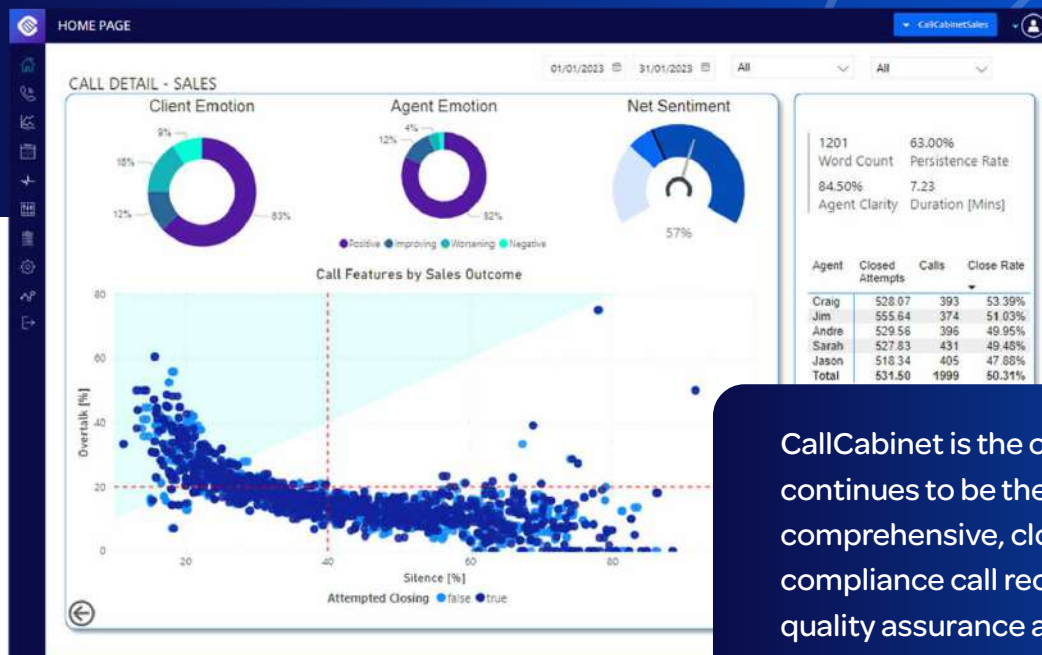 HOME PAGE
CallCabinetSales
01/01/2023
31/01/2023
All
All
CALL DETAIL - SALES
Client Emotion
Agent Emotion
Net Sentiment
9%
18%
12%
63%
4%
12%
82%
57%
Positive Improving Worsening Negative
1201
Word Count
63.00%
Persistence Rate
84.50%
Agent Clarity
7.23
Duration [Mins]
Call Features by Sales Outcome
Overtalk [%]
80
60
40
20
0
20 40 60 80
Silence [%]
Attempted Closing false true
Agent Closed Attempts Calls Close Rate
Craig 528.07 393 53.39%
Jim 555.64 374 51.03%
Andre 529.56 396 49.95%
Sarah 527.83 431 49.48%
Jason 518.34 405 47.88%
Total 531.50 1999 50.31%
CallCabinet is the
continues to be the
comprehensive,
compliance call
quality assurance